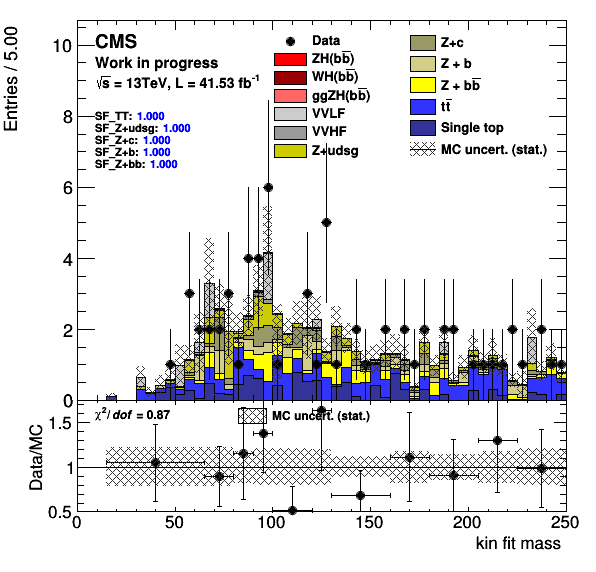 CMS
Work in progress
√s = 13TeV, L = 41.53 fb⁻¹
SF_TT: 1.000
SF_Z+udsg: 1.000
SF_Z+c: 1.000
SF_Z+b: 1.000
SF_Z+bb: 1.000
Data
ZH(bb̅)
WH(bb̅)
ggZH(bb̅)
VVLF
VVHF
Z+udsg
Z+c
Z + b
Z + bb̅
tt̅
Single top
MC uncert. (stat.)
Entries / 5.00
10
8
6
4
2
0
χ²/dof = 0.87
MC uncert. (stat.)
Data/MC
1.5
1
0.5
0 50 100 150 200 250
kin fit mass